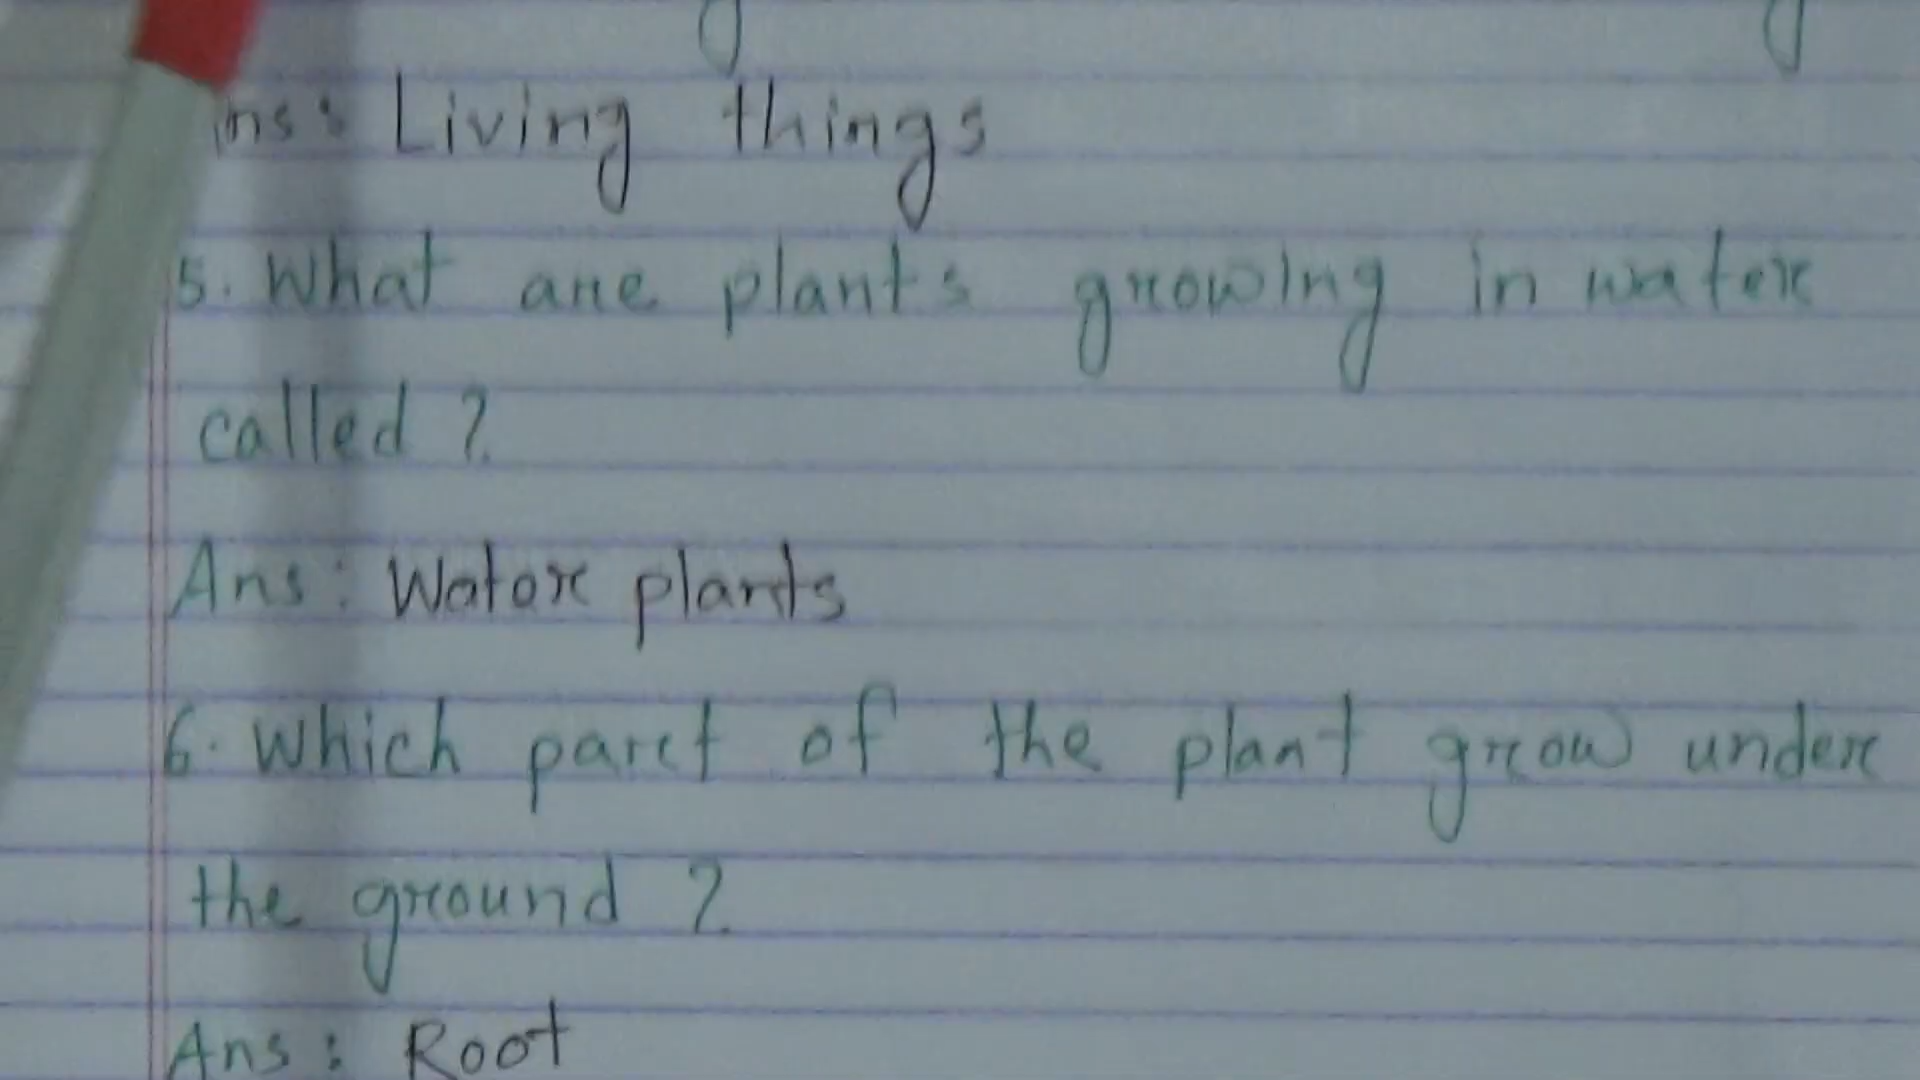 Ans: Living things
5. What are plants growing in water
called ?
Ans: Water plants
6. Which part of the plant grow under
the ground ?
Ans: Root